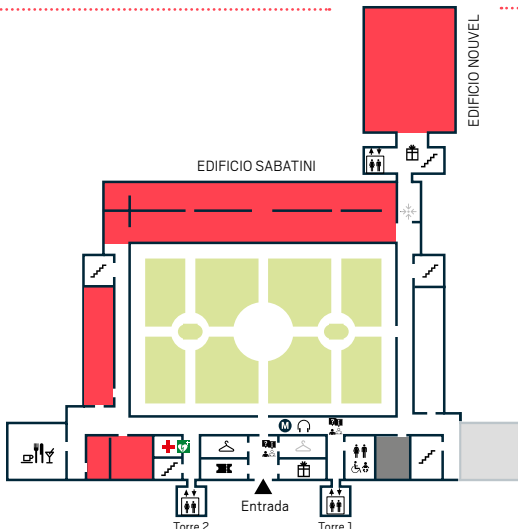 EDIFICIO NOUVEL
EDIFICIO SABATINI
M
Entrada
Torre 2
Torre 1